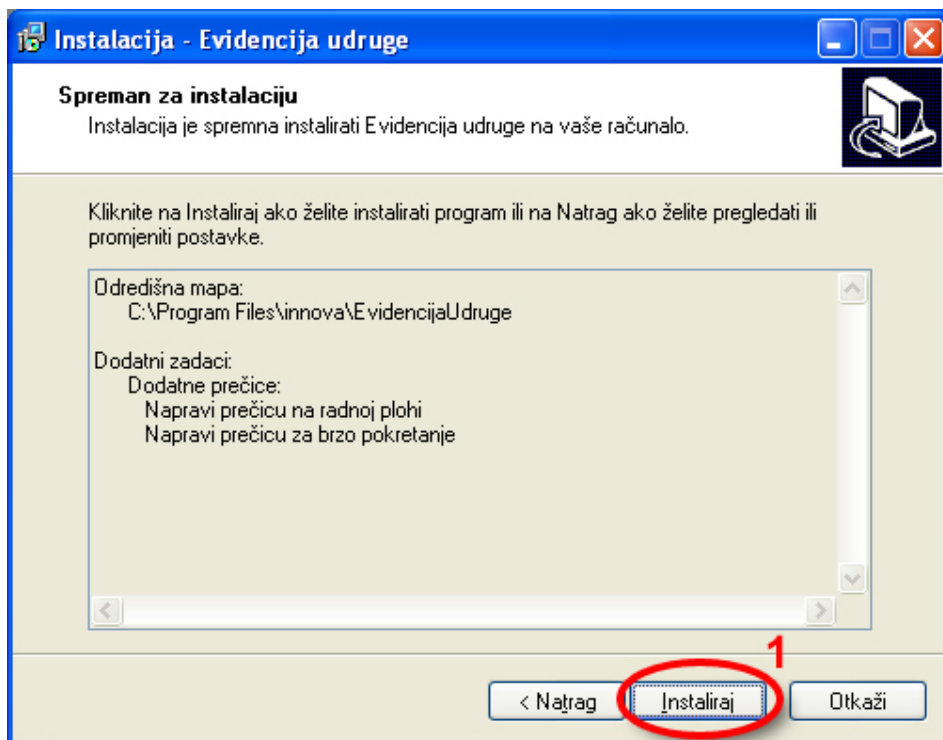 Instalacija - Evidencija udruge
Spreman za instalaciju
Instalacija je spremna instalirati Evidencija udruge na vaše računalo.
Kliknite na Instaliraj ako želite instalirati program ili na Natrag ako želite pregledati ili
promjeniti postavke.
Odredišna mapa:
C:\Program Files\innova\EvidencijaUdruge
Dodatni zadaci:
Dodatne prečice:
Napravi prečicu na radnoj plohi
Napravi prečicu za brzo pokretanje
1
< Natrag
Instaliraj
Otkaži